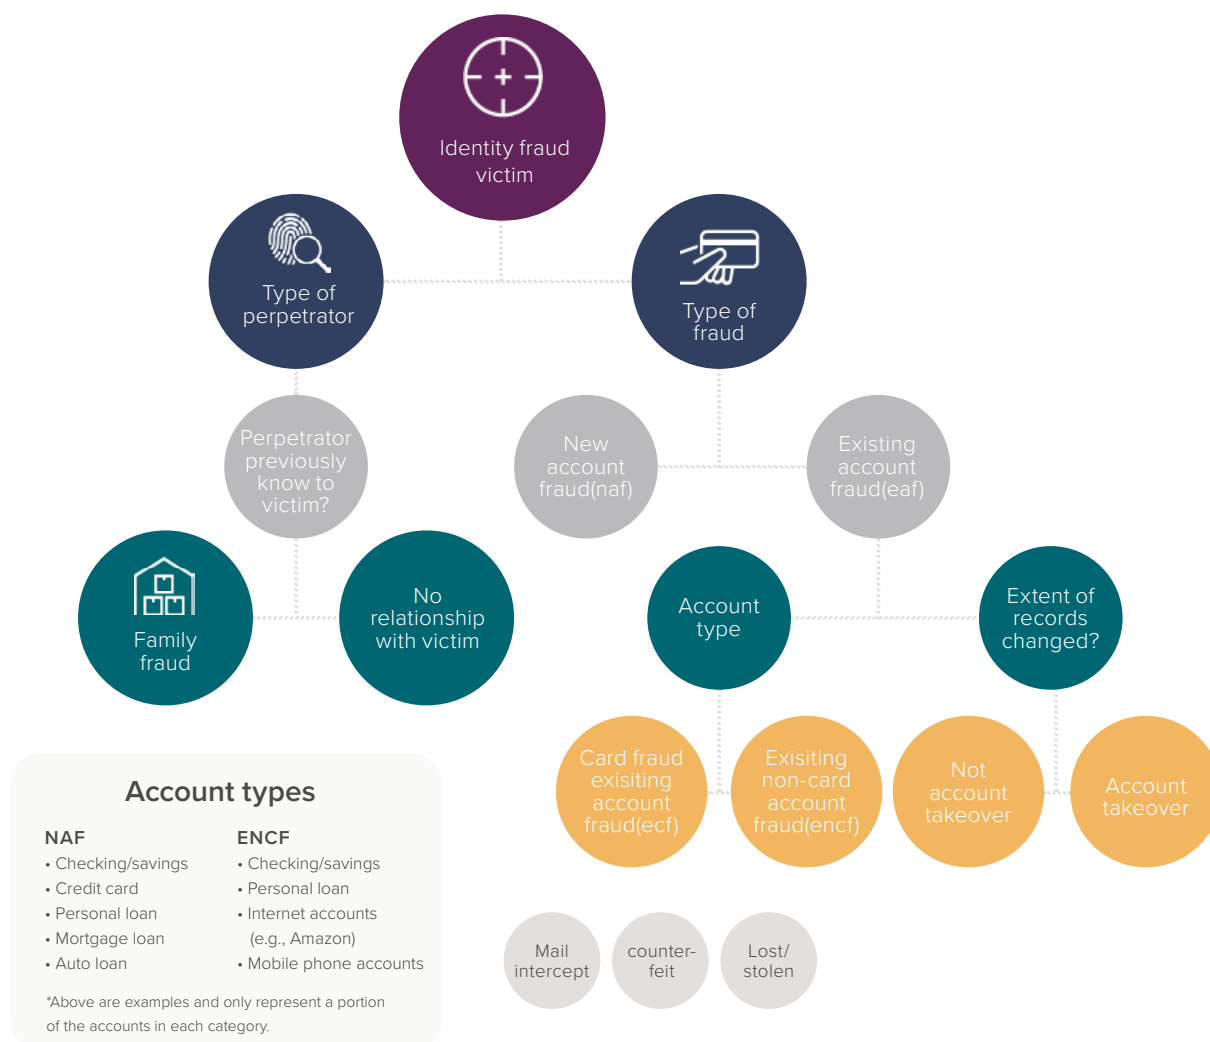 Identity fraud
victim
Type of
perpetrator
Type of
fraud
Perpetrator
previously
know to
victim?
New
account
fraud(naf)
Existing
account
fraud(eaf)
Family
fraud
No
relationship
with victim
Account
type
Extent of
records
changed?
Card fraud
exisiting
account
fraud(ecf)
Exisiting
non-card
account
fraud(encf)
Not
account
takeover
Account
takeover
Account types
NAF
• Checking/savings
• Credit card
• Personal loan
• Mortgage loan
• Auto loan
ENCF
• Checking/savings
• Personal loan
• Internet accounts
(e.g., Amazon)
• Mobile phone accounts
*Above are examples and only represent a portion
of the accounts in each category.
Mail
intercept
counter-
feit
Lost/
stolen